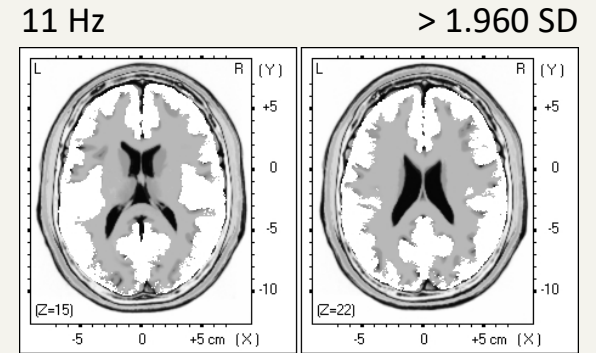 11 Hz > 1.960 SD
L R (Y) L R (Y)
+5 +5
0 0
-5 -5
-10 -10
(Z=15) (Z=22)
-5 0 +5 cm (X) -5 0 +5 cm (X)